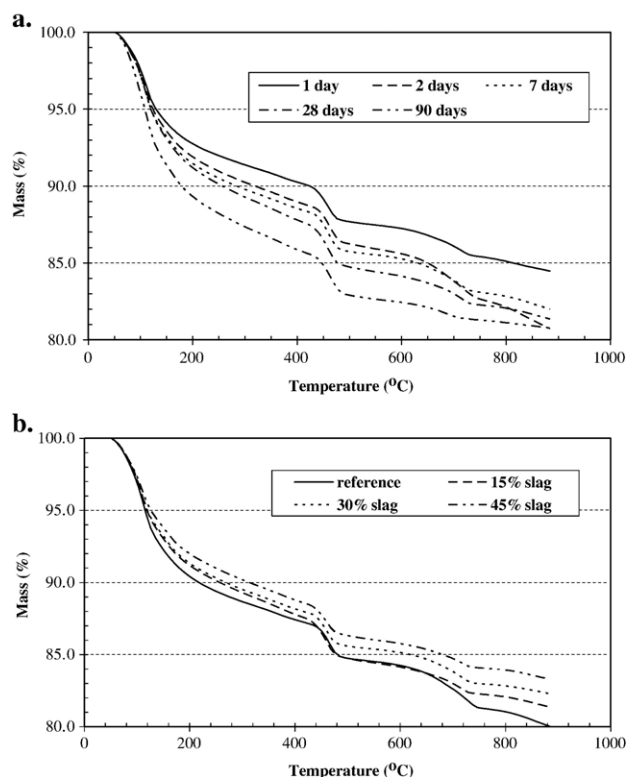 a.
100.0
95.0
90.0
85.0
80.0
Mass (%)
1 day 2 days 7 days
28 days 90 days
0 200 400 600 800 1000
Temperature (ºC)
b.
100.0
95.0
90.0
85.0
80.0
Mass (%)
reference 15% slag
30% slag 45% slag
0 200 400 600 800 1000
Temperature (ºC)